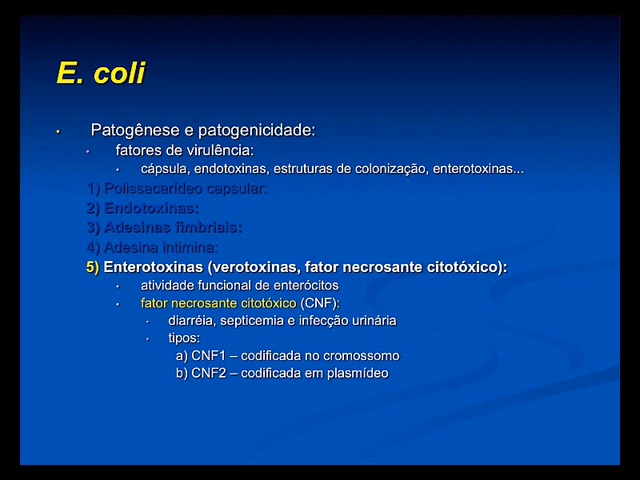 E. coli
Patogênese e patogenicidade:
fatores de virulência:
cápsula, endotoxinas, estruturas de colonização, enterotoxinas...
1) Polissacarídeo capsular:
2) Endotoxinas:
3) Adesinas fimbriais:
4) Adesina intimina:
5) Enterotoxinas (verotoxinas, fator necrosante citotóxico):
atividade funcional de enterócitos
fator necrosante citotóxico (CNF):
diarréia, septicemia e infecção urinária
tipos:
a) CNF1 – codificada no cromossomo
b) CNF2 – codificada em plasmídeo